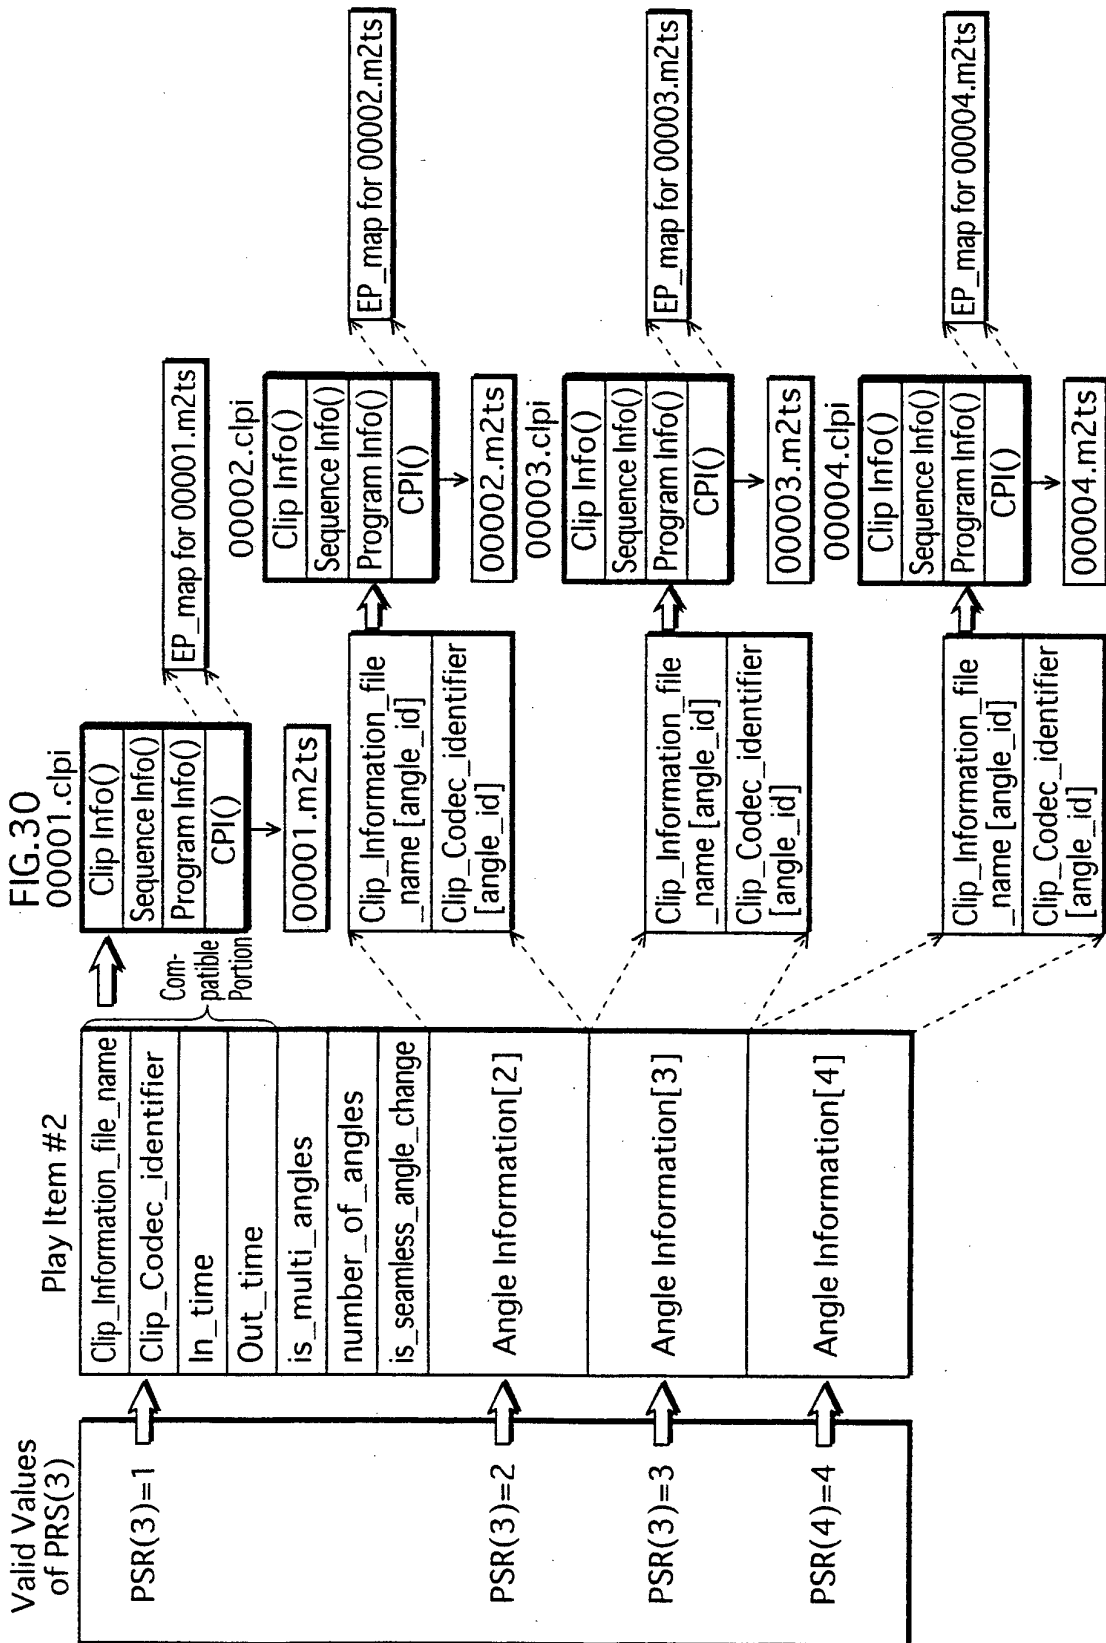 FIG.30
Valid Values
of PRS(3)
PSR(3)=1
PSR(3)=2
PSR(3)=3
PSR(4)=4
Play Item #2
Clip_Information_file_name
Clip_Codec_identifier
In_time
Out_time
is_multi_angles
number_of_angles
is_seamless_angle_change
Angle Information[2]
Angle Information[3]
Angle Information[4]
Com-
patible
Portion
00001.clpi
Clip Info()
Sequence Info()
Program Info()
CPI()
00001.m2ts
EP_map for 00001.m2ts
Clip_Information_file
_name [angle_id]
Clip_Codec_identifier
[angle_id]
00002.clpi
Clip Info()
Sequence Info()
Program Info()
CPI()
00002.m2ts
EP_map for 00002.m2ts
Clip_Information_file
_name [angle_id]
Clip_Codec_identifier
[angle_id]
00003.clpi
Clip Info()
Sequence Info()
Program Info()
CPI()
00003.m2ts
EP_map for 00003.m2ts
Clip_Information_file
_name [angle_id]
Clip_Codec_identifier
[angle_id]
00004.clpi
Clip Info()
Sequence Info()
Program Info()
CPI()
00004.m2ts
EP_map for 00004.m2ts